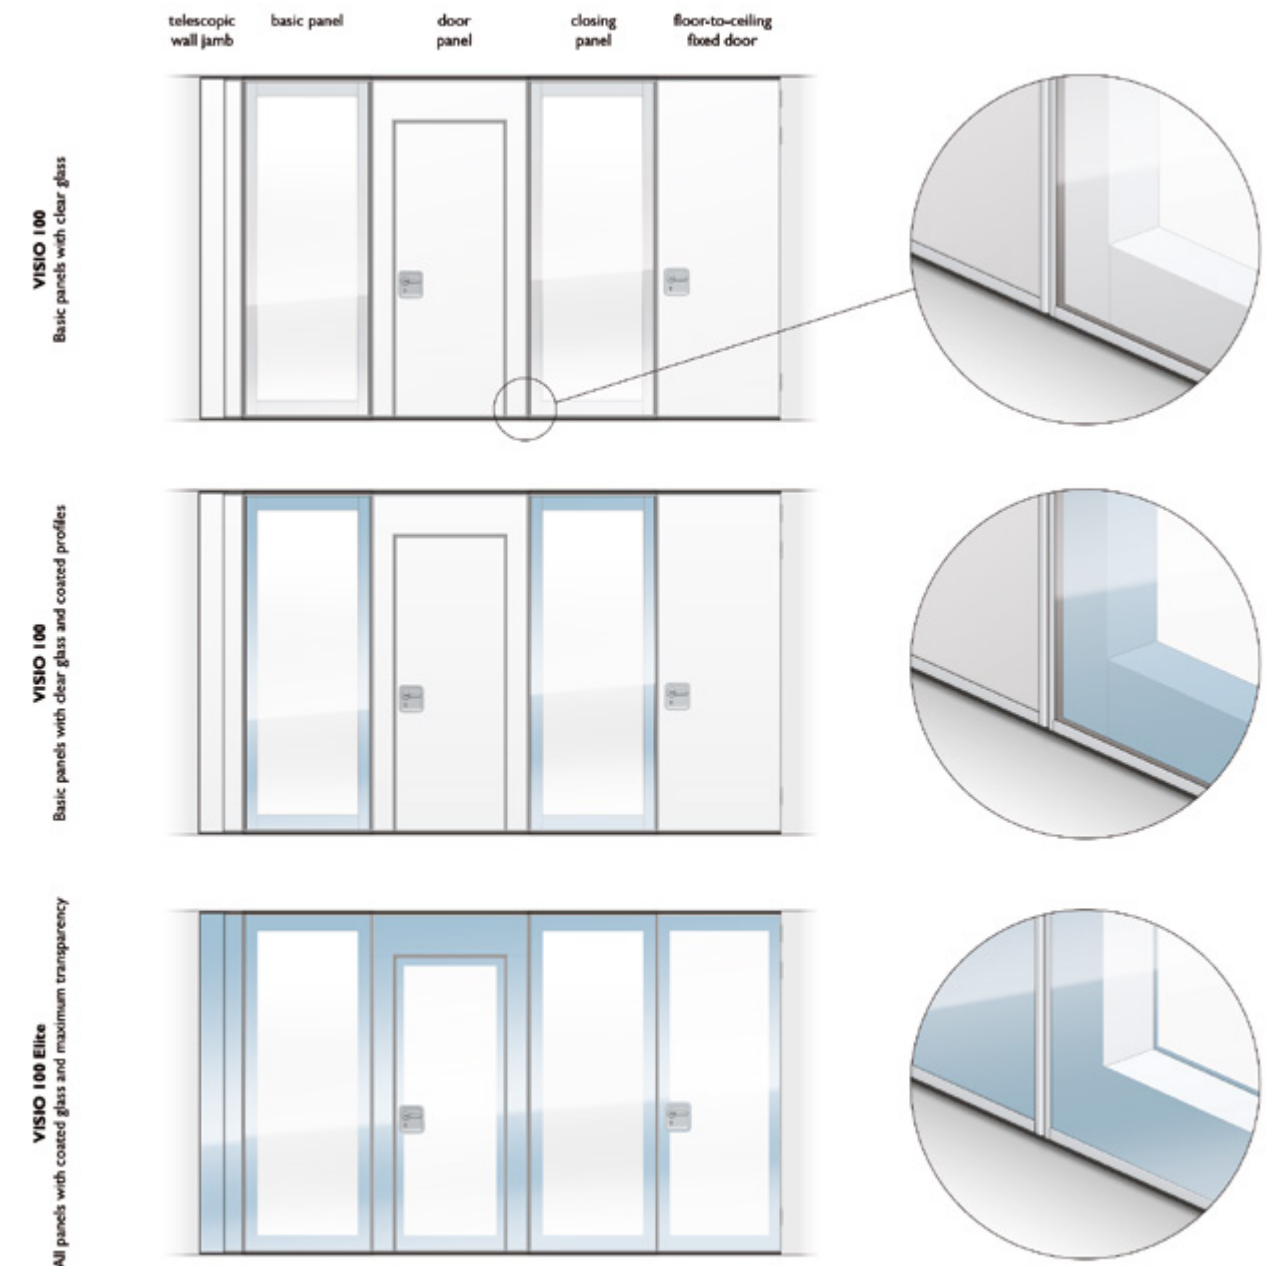 telescopic
wall jamb
basic panel
door
panel
closing
panel
floor-to-ceiling
fixed door
VISIO 100
Basic panels with clear glass
VISIO 100
Basic panels with clear glass and coated profiles
VISIO 100 Elite
All panels with coated glass and maximum transparency